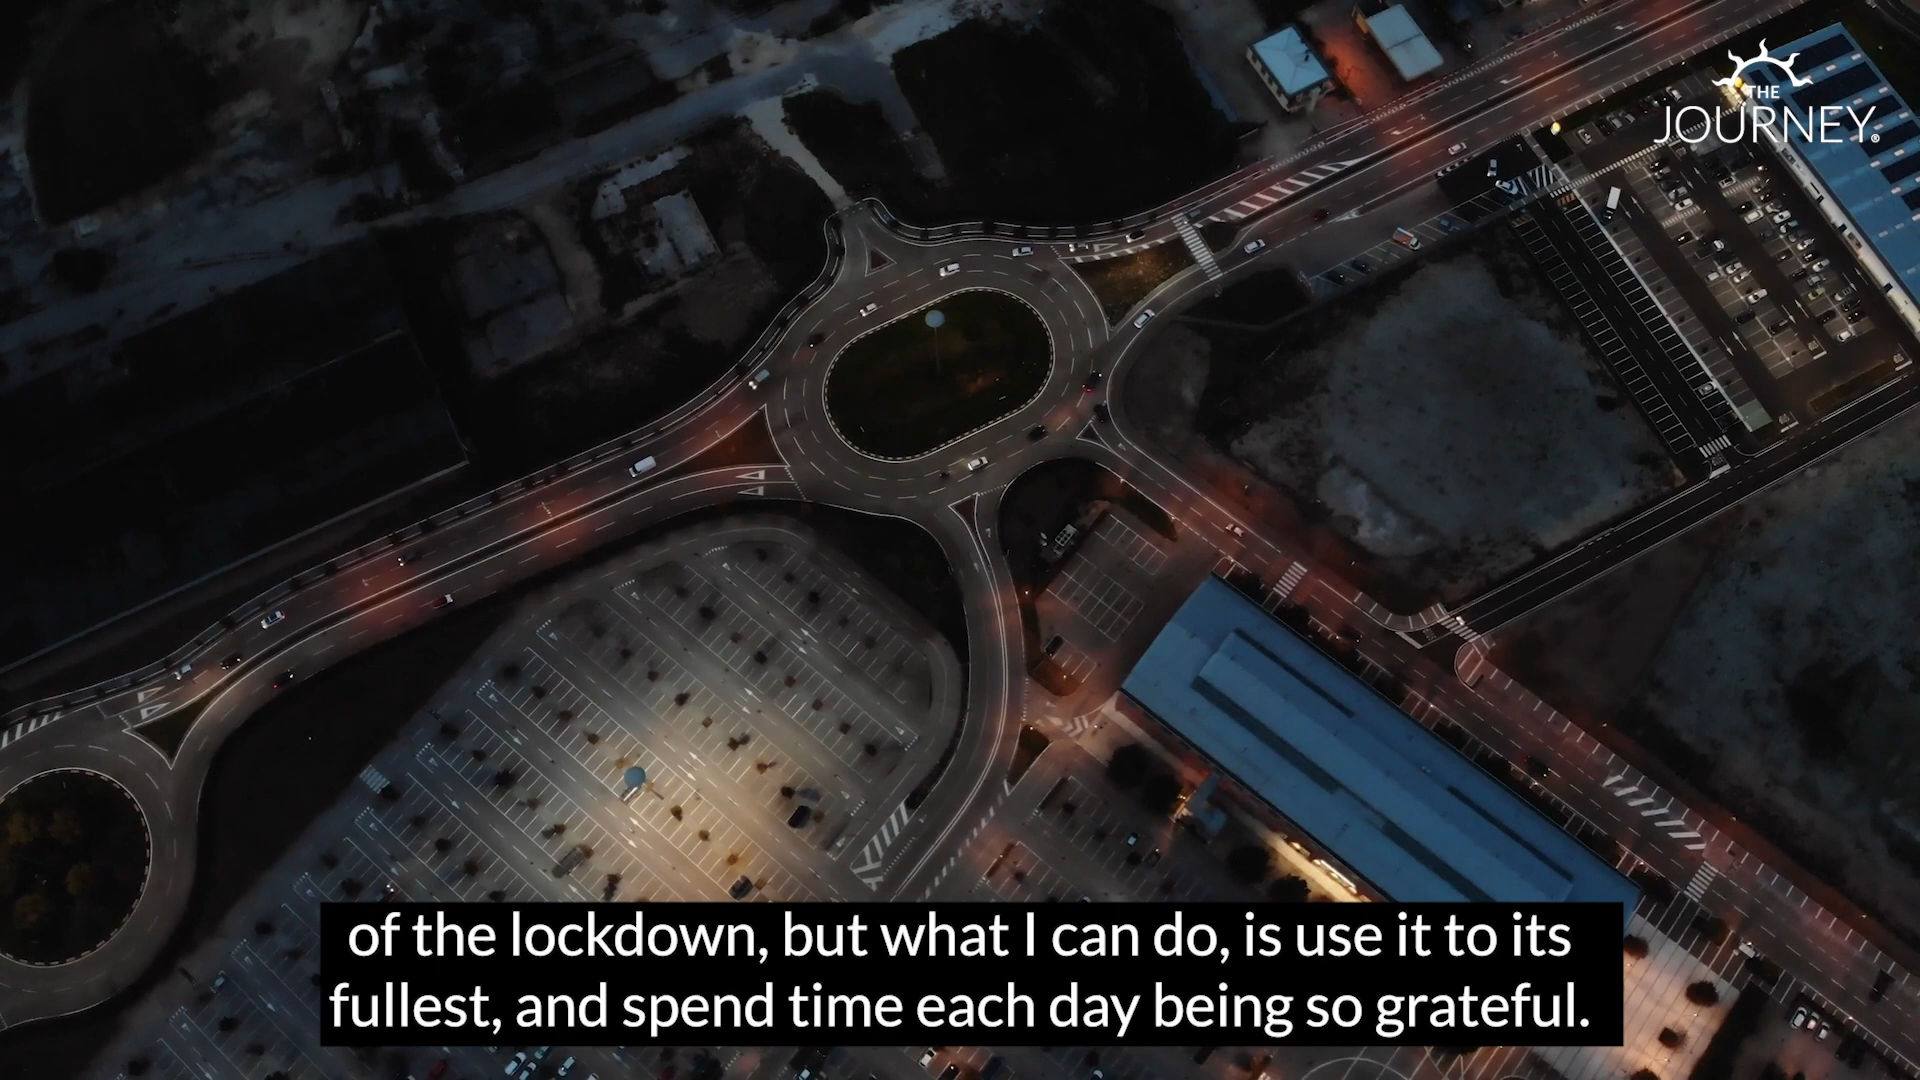 THE
JOURNEY®
of the lockdown, but what I can do, is use it to its
fullest, and spend time each day being so grateful.